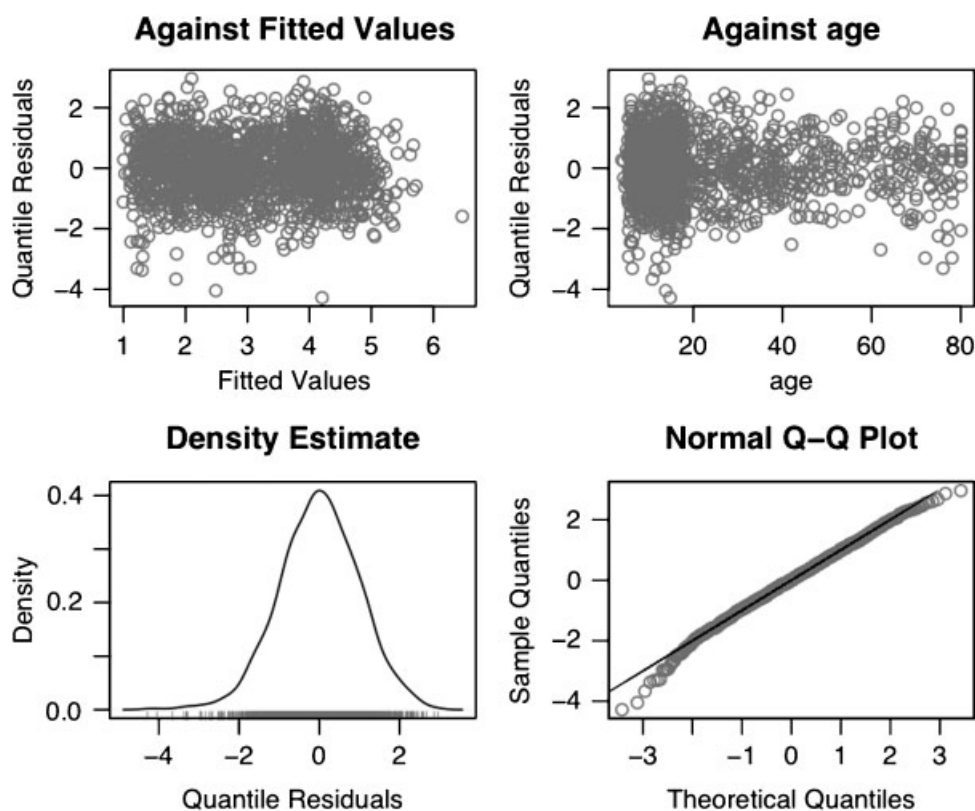 Against Fitted Values
Quantile Residuals
2
0
−2
−4
1 2 3 4 5 6
Fitted Values
Against age
Quantile Residuals
2
0
−2
−4
20 40 60 80
age
Density Estimate
Density
0.4
0.2
0.0
−4 −2 0 2
Quantile Residuals
Normal Q−Q Plot
Sample Quantiles
2
0
−2
−4
−3 −1 0 1 2 3
Theoretical Quantiles